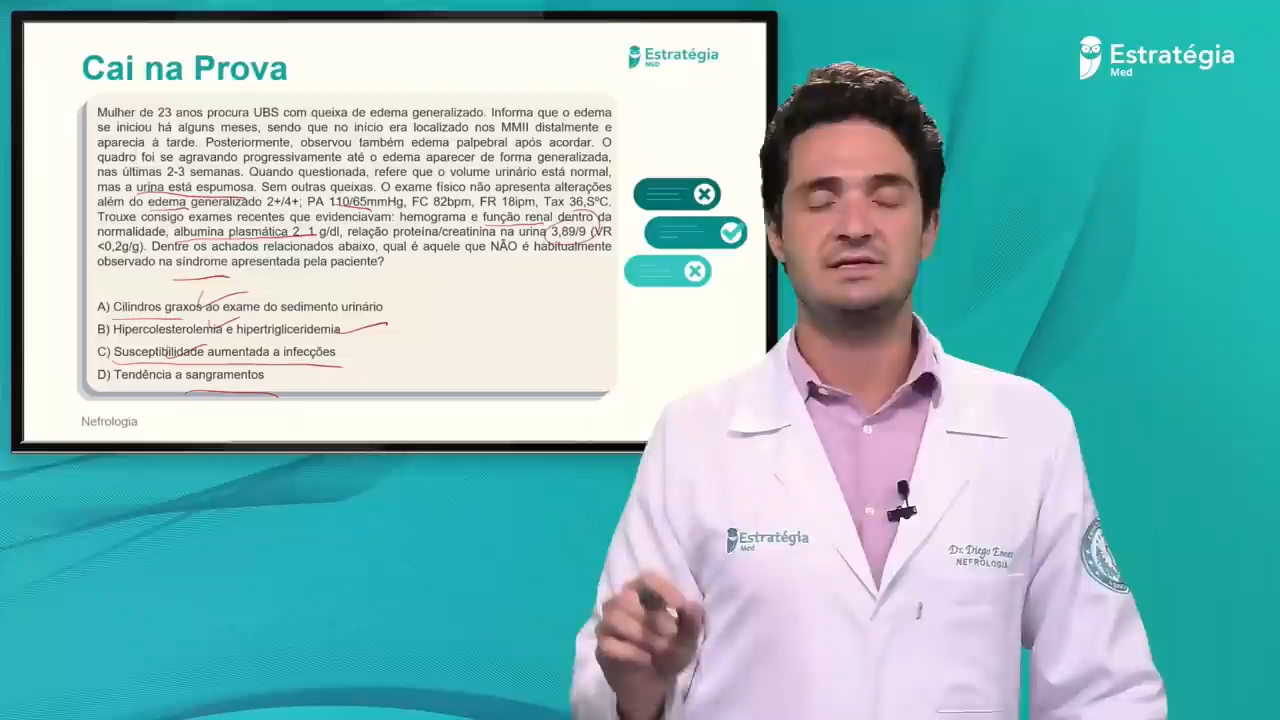 Cai na Prova
Estratégia
MED
Mulher de 23 anos procura UBS com queixa de edema generalizado. Informa que o edema
se iniciou há alguns meses, sendo que no início era localizado nos MMII distalmente e
aparecia à tarde. Posteriormente, observou também edema palpebral após acordar. O
quadro foi se agravando progressivamente até o edema aparecer de forma generalizada,
nas últimas 2-3 semanas. Quando questionada, refere que o volume urinário está normal,
mas a urina está espumosa. Sem outras queixas. O exame físico não apresenta alterações
além do edema generalizado 2+/4+; PA 110/65mmHg, FC 82bpm, FR 18ipm, Tax 36,SºC.
Trouxe consigo exames recentes que evidenciavam: hemograma e função renal dentro da
normalidade, albumina plasmática 2, 1 g/dl, relação proteína/creatinina na urina 3,89/9 (VR
<0,2g/g). Dentre os achados relacionados abaixo, qual é aquele que NÃO é habitualmente
observado na síndrome apresentada pela paciente?
A) Cilindros graxos ao exame do sedimento urinário
B) Hipercolesterolemia e hipertrigliceridemia
C) Susceptibilidade aumentada a infecções
D) Tendência a sangramentos
Nefrologia
Estratégia
Med
Estratégia
Med
Dr. Diego
NEFROLOGIA